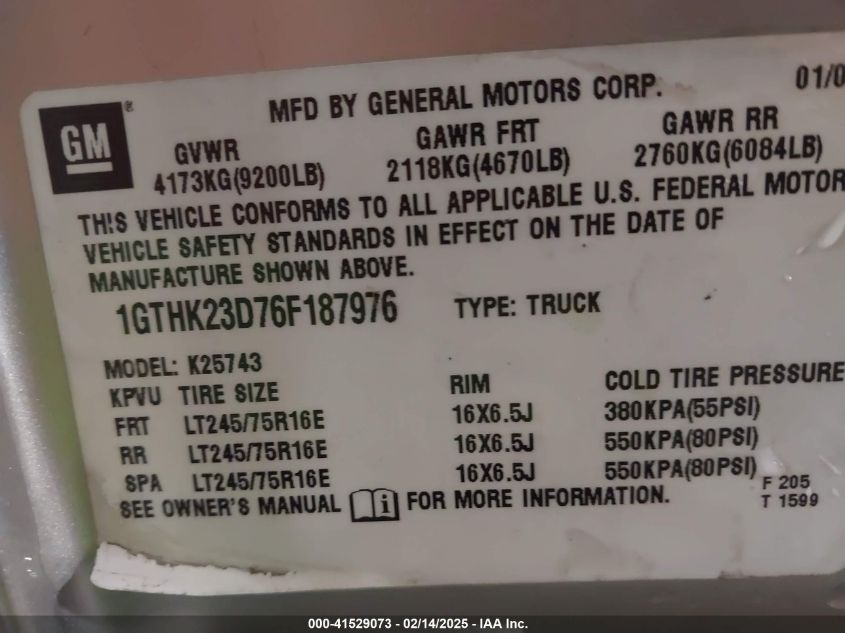 MFD BY GENERAL MOTORS CORP. 01/0
GM ®
GVWR GAWR FRT GAWR RR
4173KG(9200LB) 2118KG(4670LB) 2760KG(6084LB)
THIS VEHICLE CONFORMS TO ALL APPLICABLE U.S. FEDERAL MOTOR
VEHICLE SAFETY STANDARDS IN EFFECT ON THE DATE OF
MANUFACTURE SHOWN ABOVE.
1GTHK23D76F187976 TYPE: TRUCK
MODEL: K25743
KPVU TIRE SIZE RIM COLD TIRE PRESSURE
FRT LT245/75R16E 16X6.5J 380KPA(55PSI)
RR LT245/75R16E 16X6.5J 550KPA(80PSI)
SPA LT245/75R16E 16X6.5J 550KPA(80PSI)
SEE OWNER'S MANUAL i FOR MORE INFORMATION.
F 205
T 1599
000-41529073 - 02/14/2025 - IAA Inc.